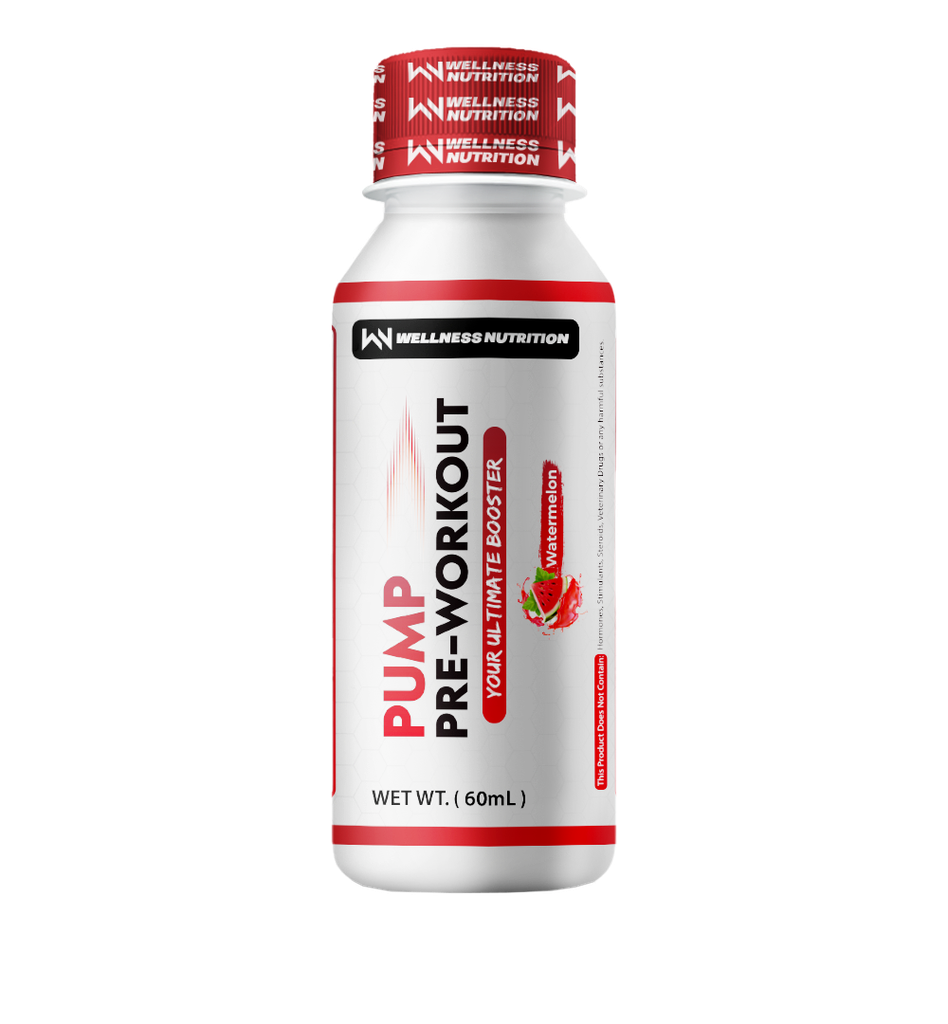 WELLNESS
NUTRITION
WELLNESS
NUTRITION
WELLNESS
NUTRITION
WELLNESS NUTRITION
PUMP
PRE-WORKOUT
YOUR ULTIMATE BOOSTER
Watermelon
This Product Does Not Contain: Hormones, Stimulants, Steroids, Veterinary Drugs or any harmful substances.
WET WT. ( 60mL )